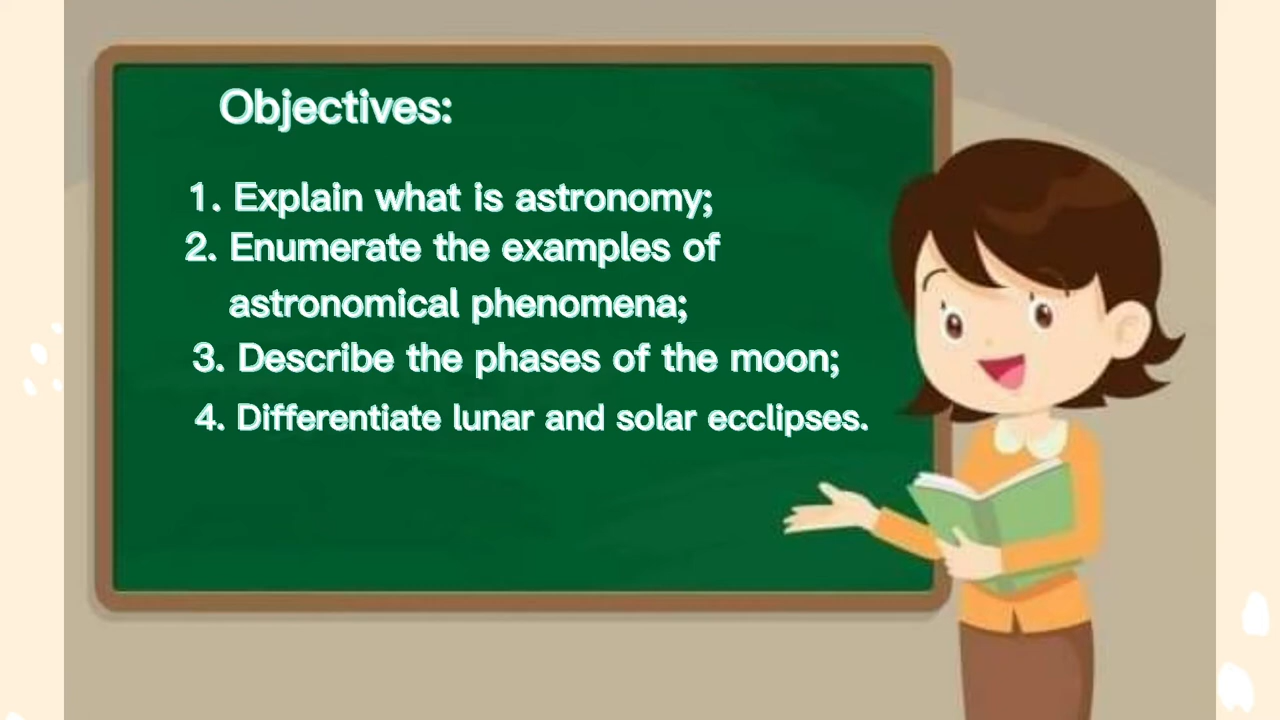 Objectives:
1. Explain what is astronomy;
2. Enumerate the examples of
astronomical phenomena;
3. Describe the phases of the moon;
4. Differentiate lunar and solar ecclipses.